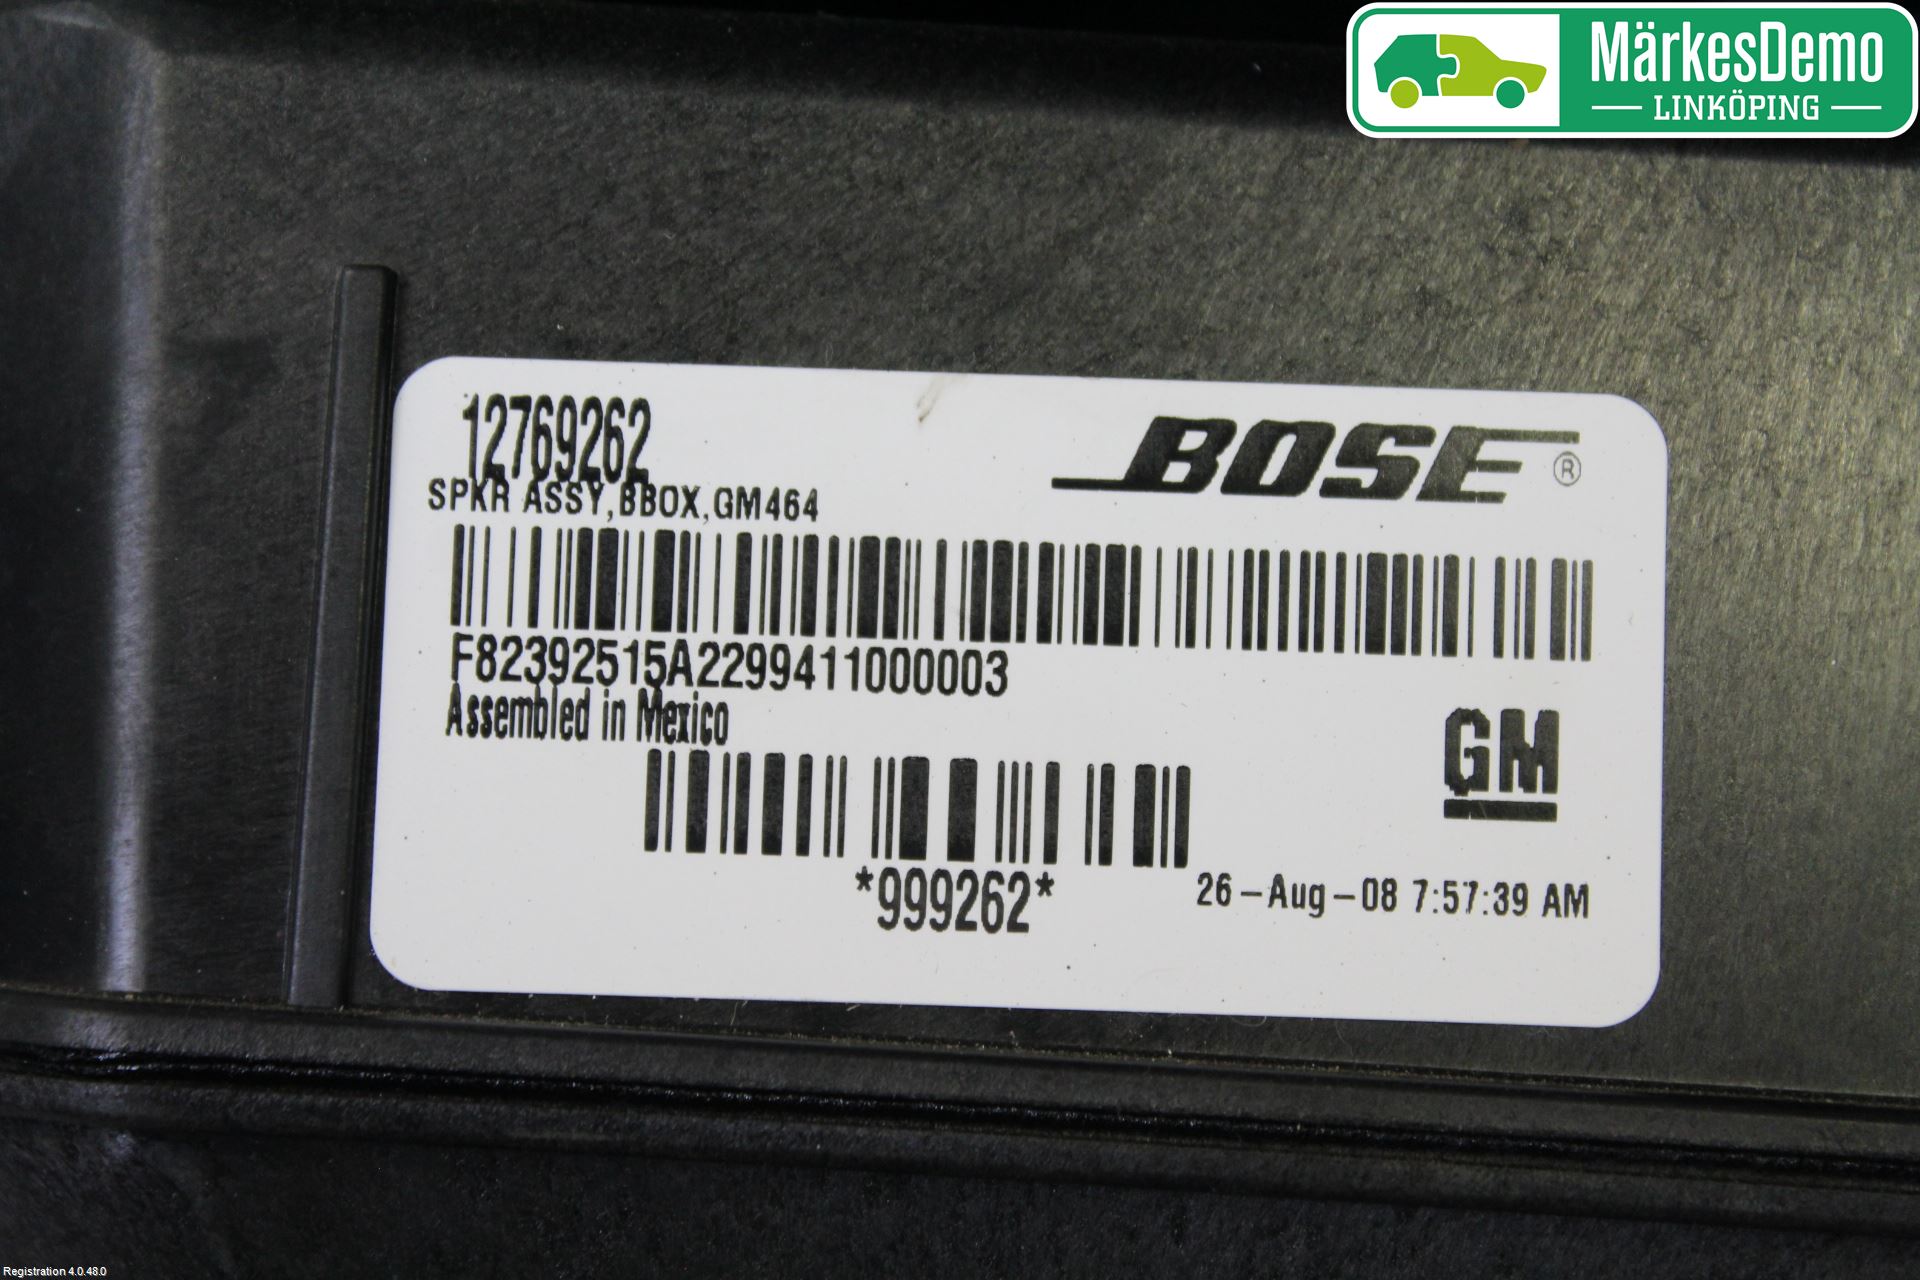 MärkesDemo
LINKÖPING
12769262
BOSE®
SPKR ASSY,BBOX,GM464
F82392515A2299411000003
Assembled in Mexico
GM
*999262*
26-Aug-08 7:57:39 AM
Registration 4.0.48.0